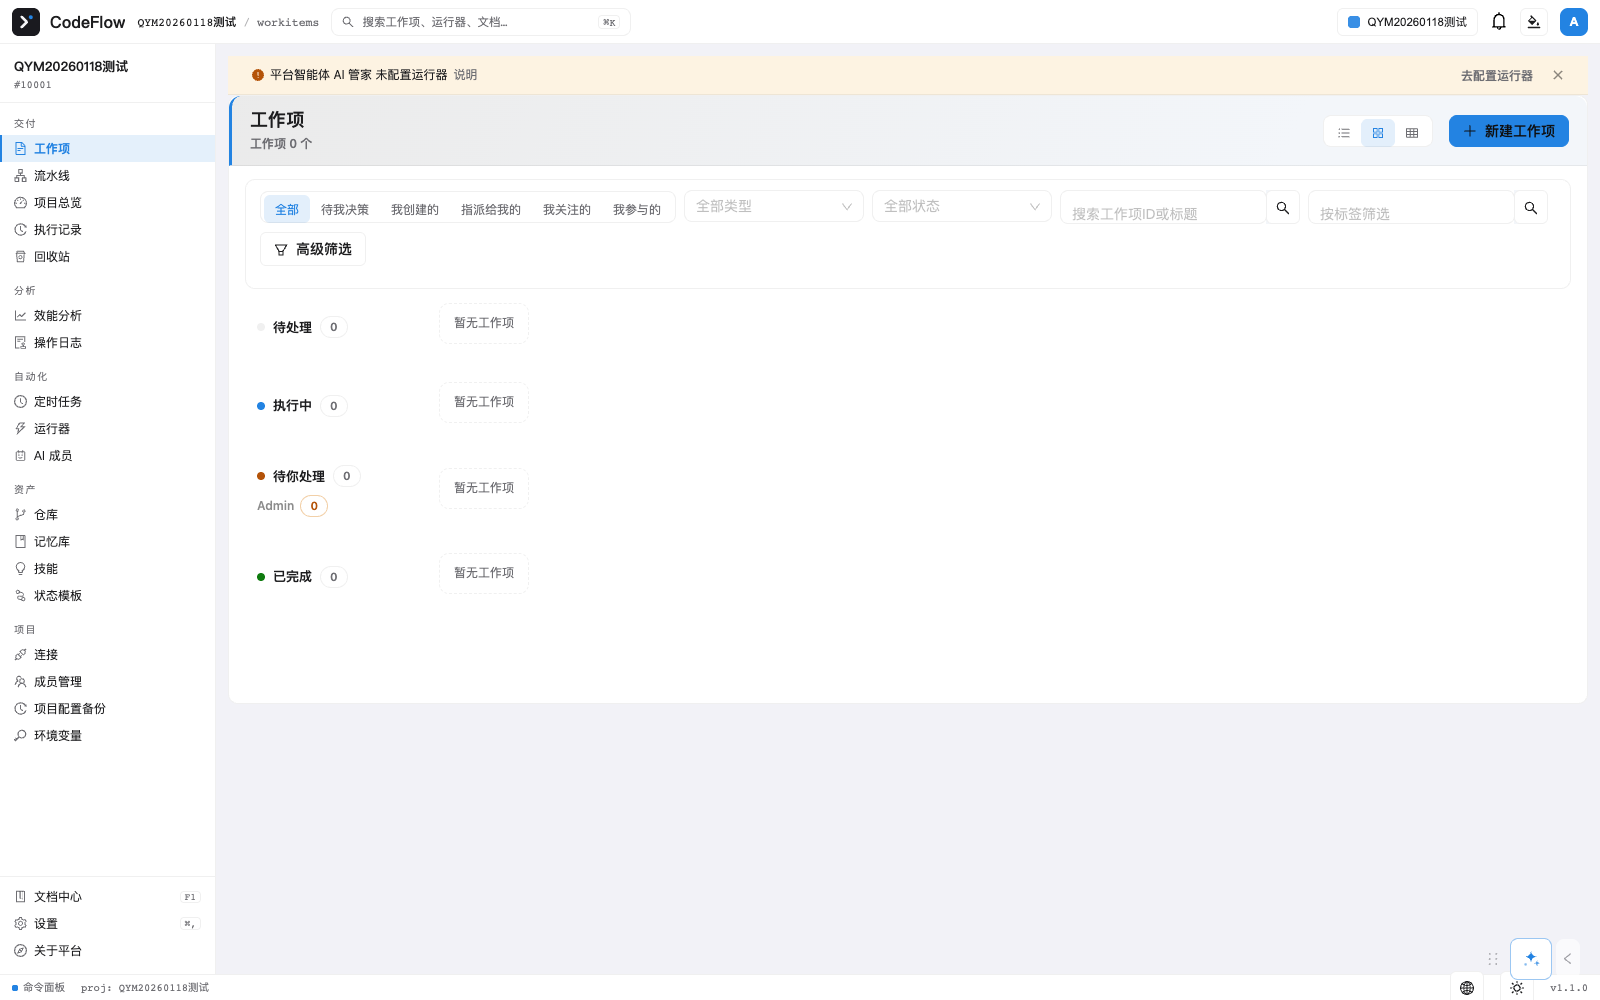 CodeFlow QYM20260118测试 / workitems 搜索工作项、运行器、文档... ⌘K QYM20260118测试 A
QYM20260118测试
#10001
交付
工作项
流水线
项目总览
执行记录
回收站
分析
效能分析
操作日志
自动化
定时任务
运行器
AI 成员
资产
仓库
记忆库
技能
状态模板
项目
连接
成员管理
项目配置备份
环境变量
文档中心 F1
设置 ⌘,
关于平台
平台智能体 AI 管家 未配置运行器 说明 去配置运行器
工作项
工作项 0 个
新建工作项
全部 待我决策 我创建的 指派给我的 我关注的 我参与的 全部类型 全部状态 搜索工作项ID或标题 按标签筛选
高级筛选
待处理 0 暂无工作项
执行中 0 暂无工作项
待你处理 0 暂无工作项
Admin 0
已完成 0 暂无工作项
命令面板 proj: QYM20260118测试 v1.1.0